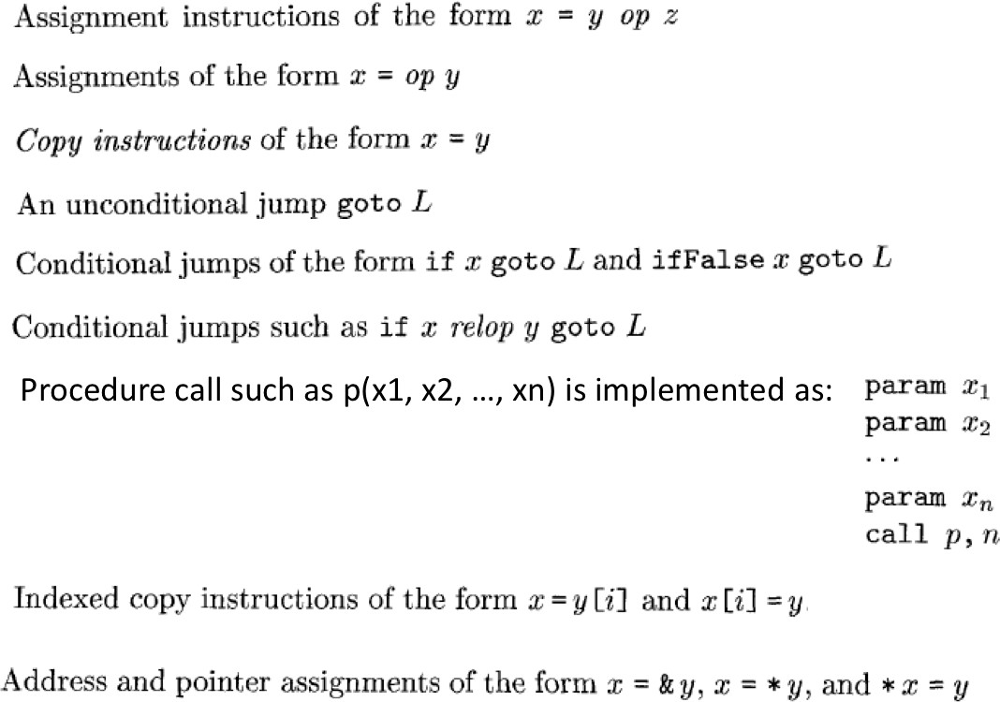 Assignment instructions of the form x = y op z
Assignments of the form x = op y
Copy instructions of the form x = y
An unconditional jump goto L
Conditional jumps of the form if x goto L and ifFalse x goto L
Conditional jumps such as if x relop y goto L
Procedure call such as p(x1, x2, …, xn) is implemented as:
param x₁
param x₂
...
param xₙ
call p, n
Indexed copy instructions of the form x = y[i] and x[i] = y.
Address and pointer assignments of the form x = &y, x = *y, and *x = y